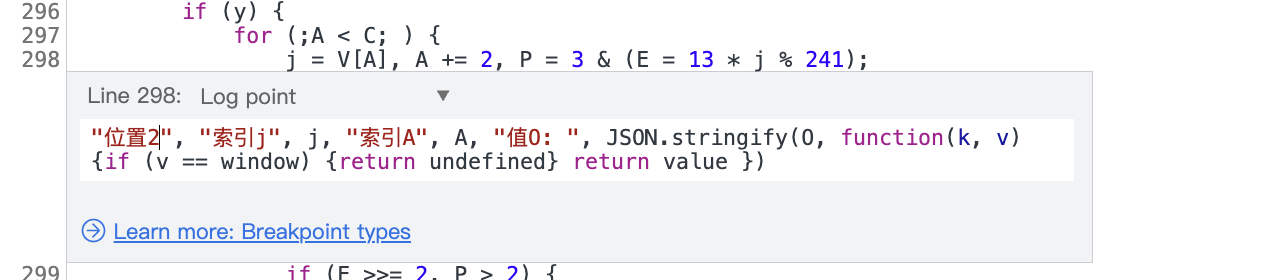 296 if (y) {
297 for (;A < C; ) {
298 j = V[A], A += 2, P = 3 & (E = 13 * j % 241);
Line 298: Log point ▼
"位置2", "索引j", j, "索引A", A, "值O: ", JSON.stringify(O, function(k, v)
{if (v == window) {return undefined} return value })
Learn more: Breakpoint types
299 if (E >>= 2, P > 2) {